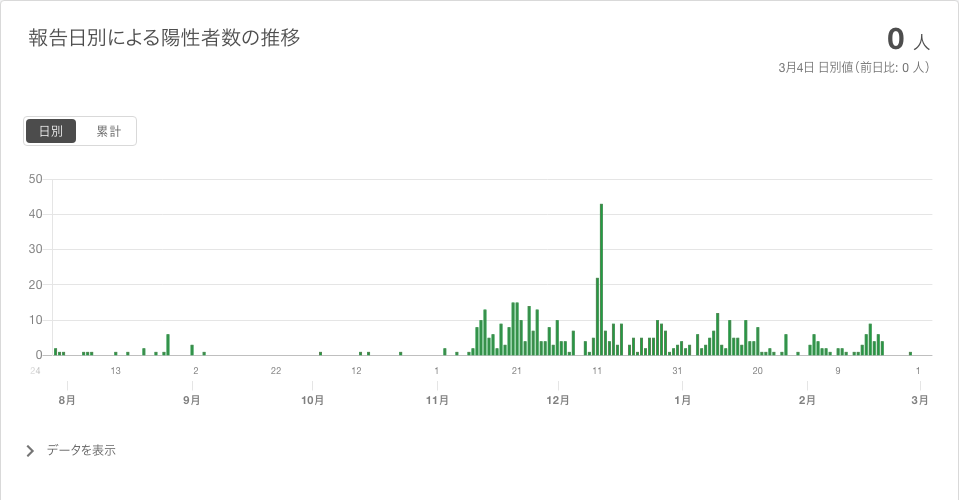 報告日別による陽性者数の推移
0 人
3月4日 日別値（前日比: 0 人）
日別 累計
50
40
30
20
10
0
24 13 2 22 12 1 21 11 31 20 9 1
8月 9月 10月 11月 12月 1月 2月 3月
データを表示